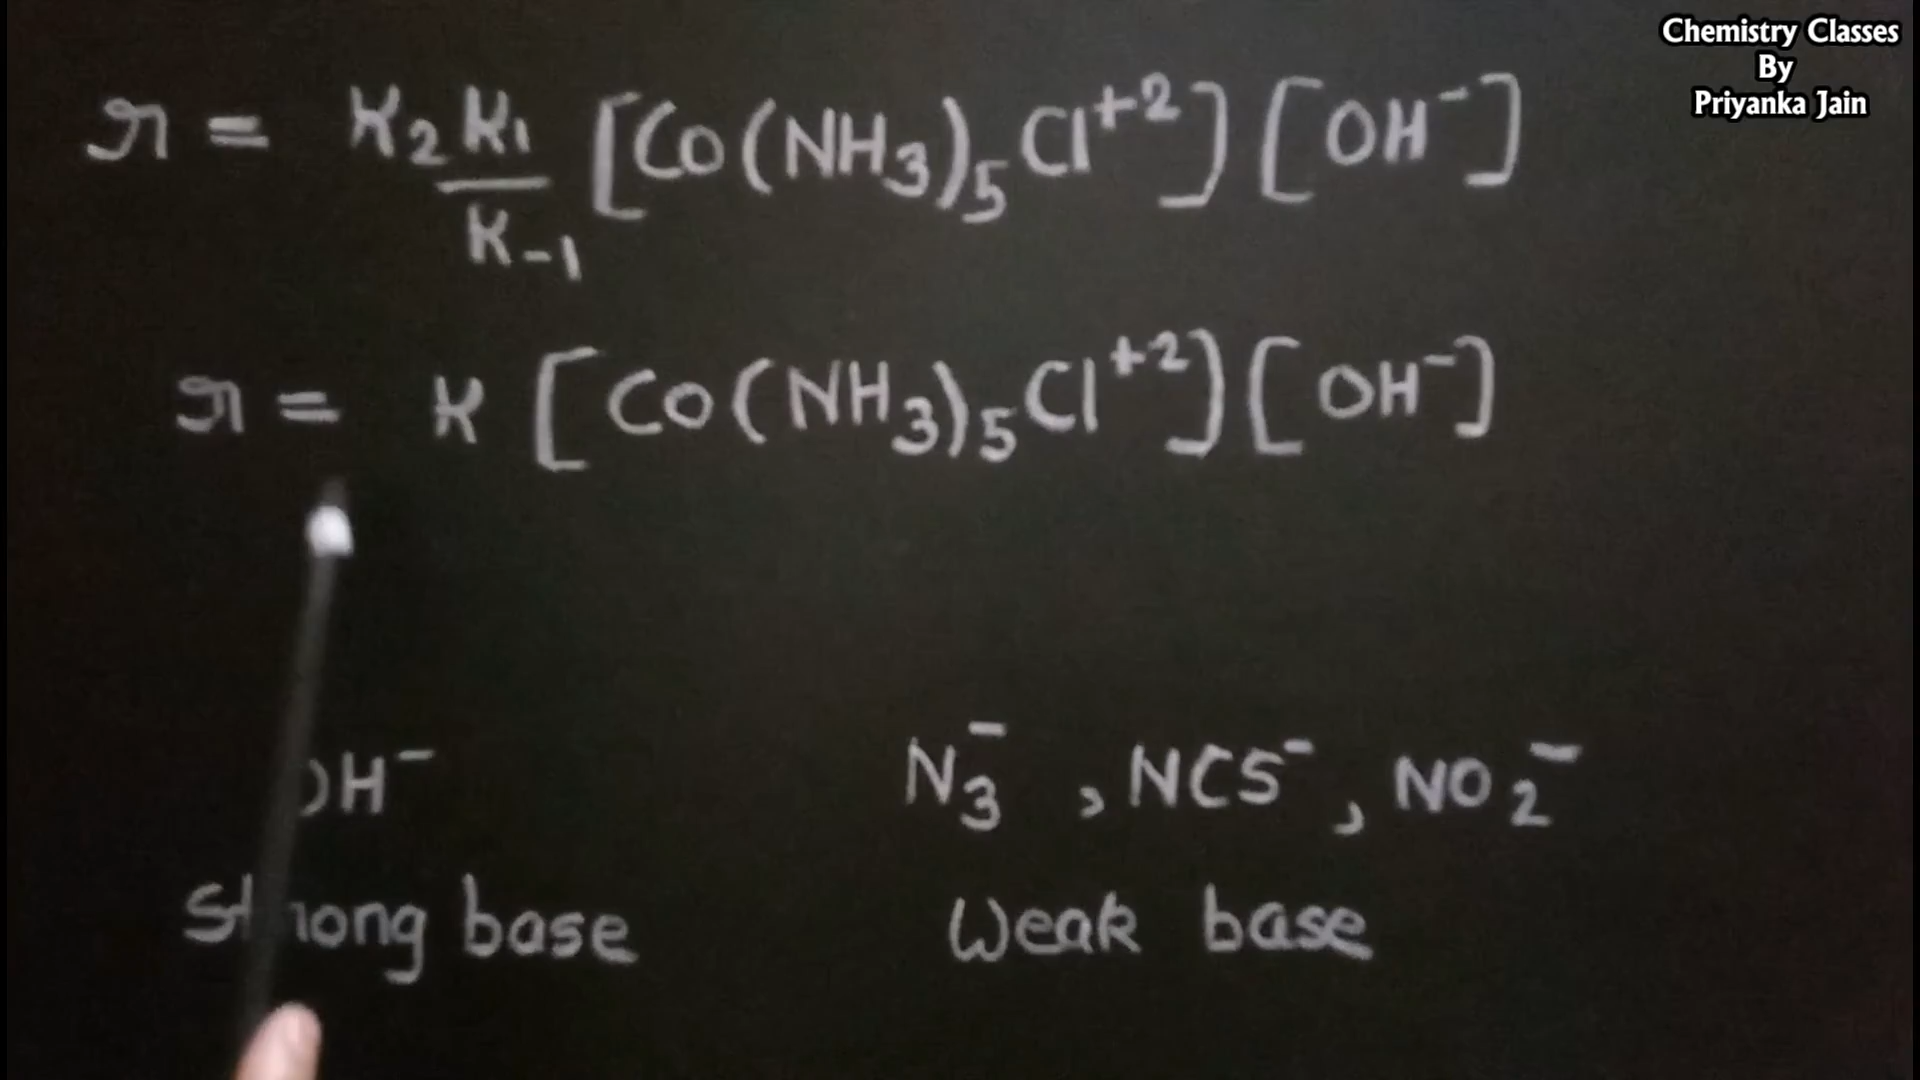 Chemistry Classes
By
Priyanka Jain
r = K₂K₁/K₋₁ [Co(NH₃)₅Cl⁺²][OH⁻]
r = K [Co(NH₃)₅Cl⁺²][OH⁻]
OH⁻ N₃⁻, NCS⁻, NO₂⁻
Strong base Weak base